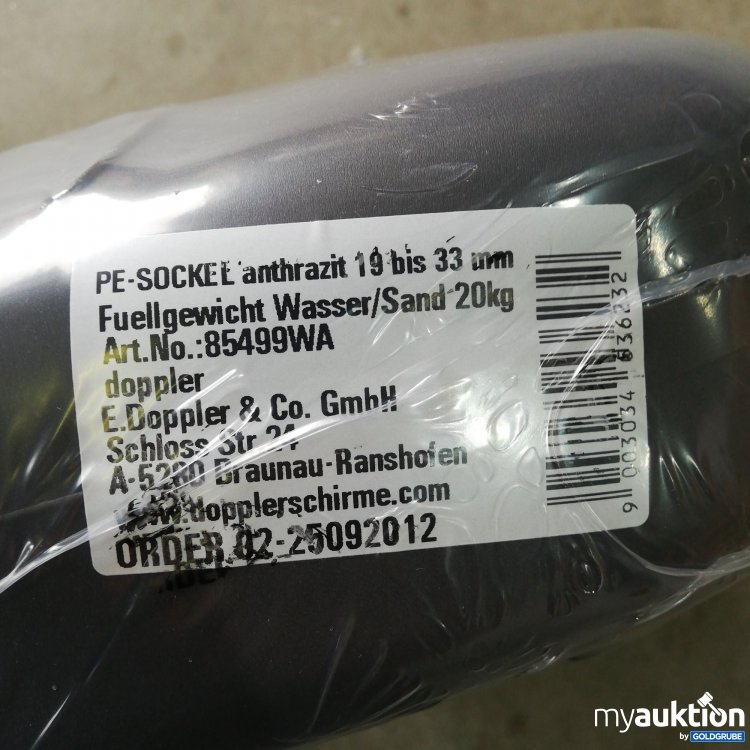 PE-SOCKEL anthrazit 19 bis 33 mm
Fuellgewicht Wasser/Sand 20kg
Art.No.:85499WA
doppler
E.Doppler & Co. GmbH
Schloss Str 24
A-5280 Braunau-Ranshofen
www.dopplerschirme.com
ORDER 02-25092012
9 003034 636232
myauktion
by GOLDGRUBE